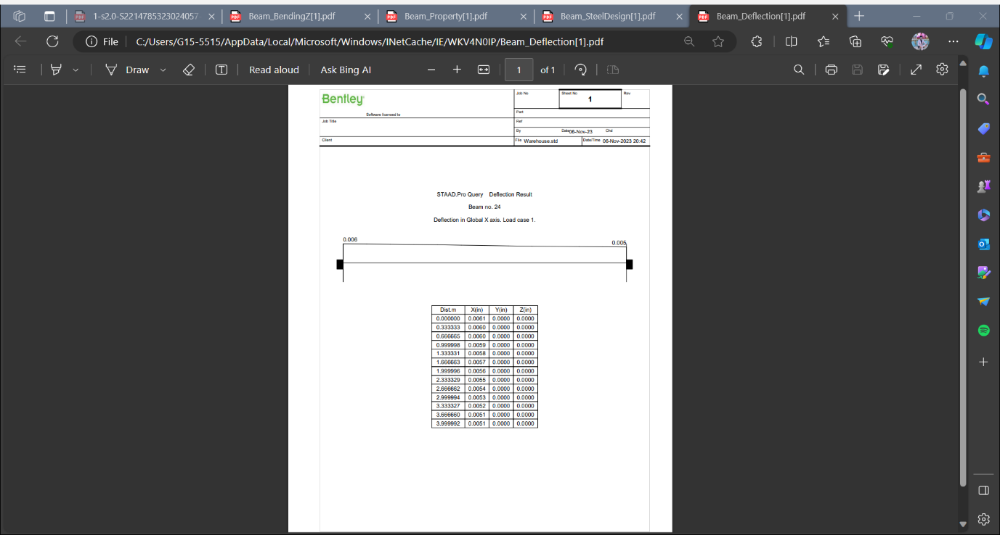 1-s2.0-S2214785323024057-
Beam_BendingZ[1].pdf
Beam_Property[1].pdf
Beam_SteelDesign[1].pdf
Beam_Deflection[1].pdf
File
C:/Users/G15-5515/AppData/Local/Microsoft/Windows/INetCache/IE/WKV4N0IP/Beam_Deflection[1].pdf
Draw
Read aloud
Ask Bing AI
1 of 1
Bentley
Software licensed to
Job No
Sheet No
1
Rev
Part
Job Title
Ref
By
Date06-Nov-23
Chd
Client
File Warehouse.std
Date/Time 06-Nov-2023 20:42
STAAD.Pro Query Deflection Result
Beam no. 24
Deflection in Global X axis. Load case 1.
0.006
0.005
Dist.m X(in) Y(in) Z(in)
0.000000 0.0061 0.0000 0.0000
0.333333 0.0060 0.0000 0.0000
0.666665 0.0060 0.0000 0.0000
0.999998 0.0059 0.0000 0.0000
1.333331 0.0058 0.0000 0.0000
1.666663 0.0057 0.0000 0.0000
1.999996 0.0056 0.0000 0.0000
2.333329 0.0055 0.0000 0.0000
2.666662 0.0054 0.0000 0.0000
2.999994 0.0053 0.0000 0.0000
3.333327 0.0052 0.0000 0.0000
3.666660 0.0051 0.0000 0.0000
3.999992 0.0051 0.0000 0.0000